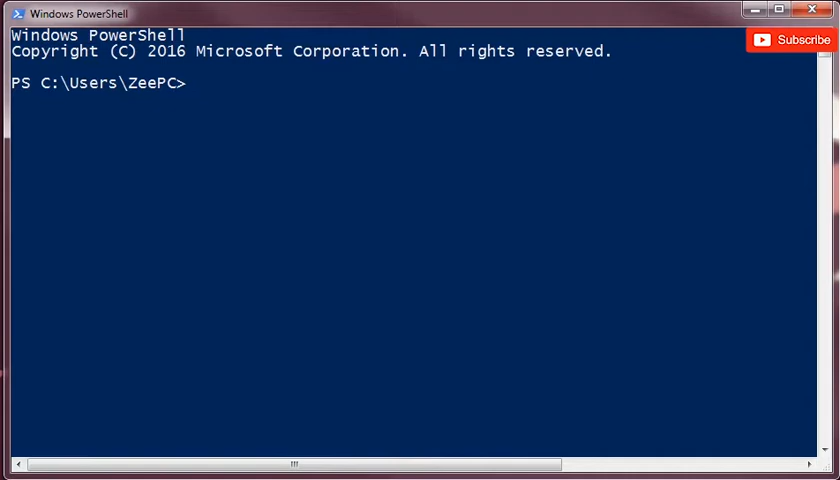 Windows PowerShell
Subscribe
Windows PowerShell
Copyright (C) 2016 Microsoft Corporation. All rights reserved.
PS C:\Users\ZeePC>